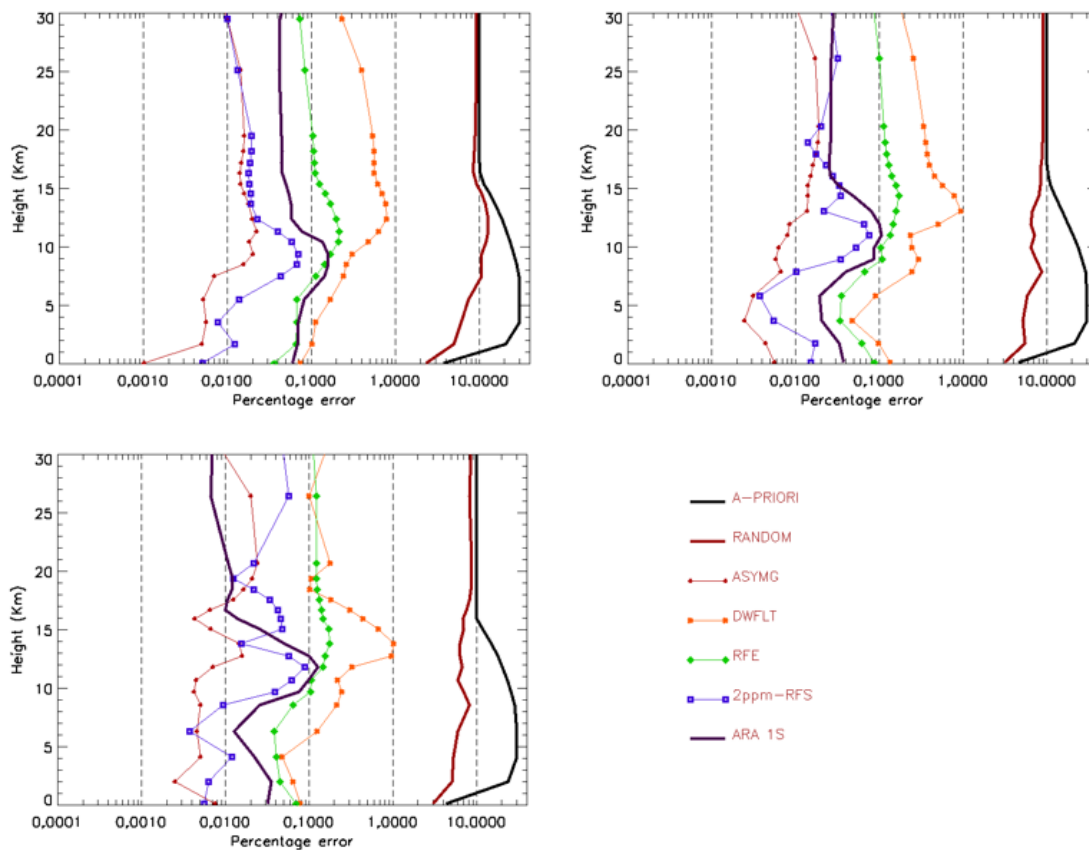 30
25
20
15
10
5
0
Height (Km)
0.0001 0.0010 0.0100 0.1000 1.0000 10.0000
Percentage error
30
25
20
15
10
5
0
Height (Km)
0.0001 0.0010 0.0100 0.1000 1.0000 10.0000
Percentage error
30
25
20
15
10
5
0
Height (Km)
0.0001 0.0010 0.0100 0.1000 1.0000 10.0000
Percentage error
A-PRIORI
RANDOM
ASYMG
DWFLT
RFE
2ppm-RFS
ARA 1S